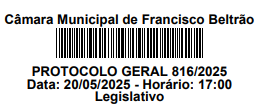 Câmara Municipal de Francisco Beltrão
PROTOCOLO GERAL 816/2025
Data: 20/05/2025 - Horário: 17:00
Legislativo